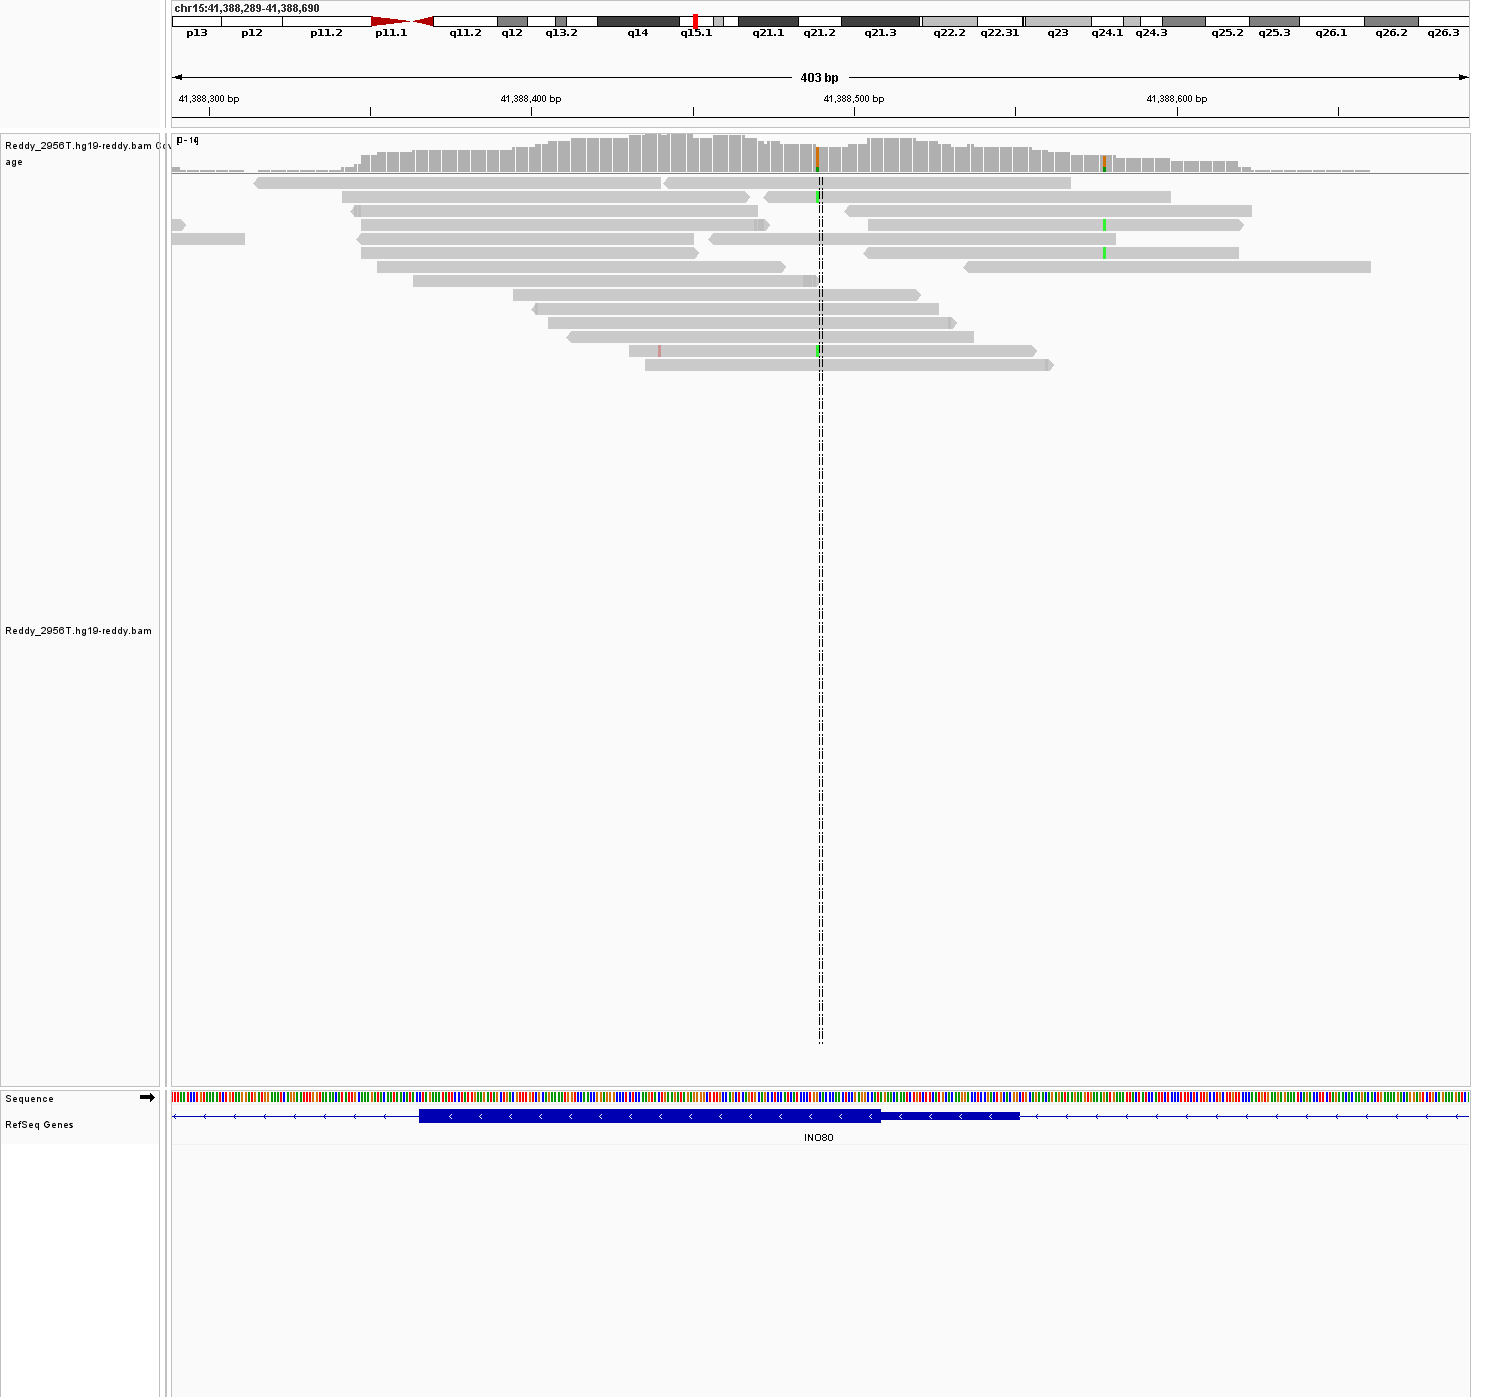 chr15:41,388,289-41,388,690
p13 p12 p11.2 p11.1 q11.2 q12 q13.2 q14 q15.1 q21.1 q21.2 q21.3 q22.2 q22.31 q23 q24.1 q24.3 q25.2 q25.3 q26.1 q26.2 q26.3
403 bp
41,388,300 bp 41,388,400 bp 41,388,500 bp 41,388,600 bp
Reddy_2956T.hg19-reddy.bam Cov
age
Reddy_2956T.hg19-reddy.bam
Sequence
RefSeq Genes
INO80